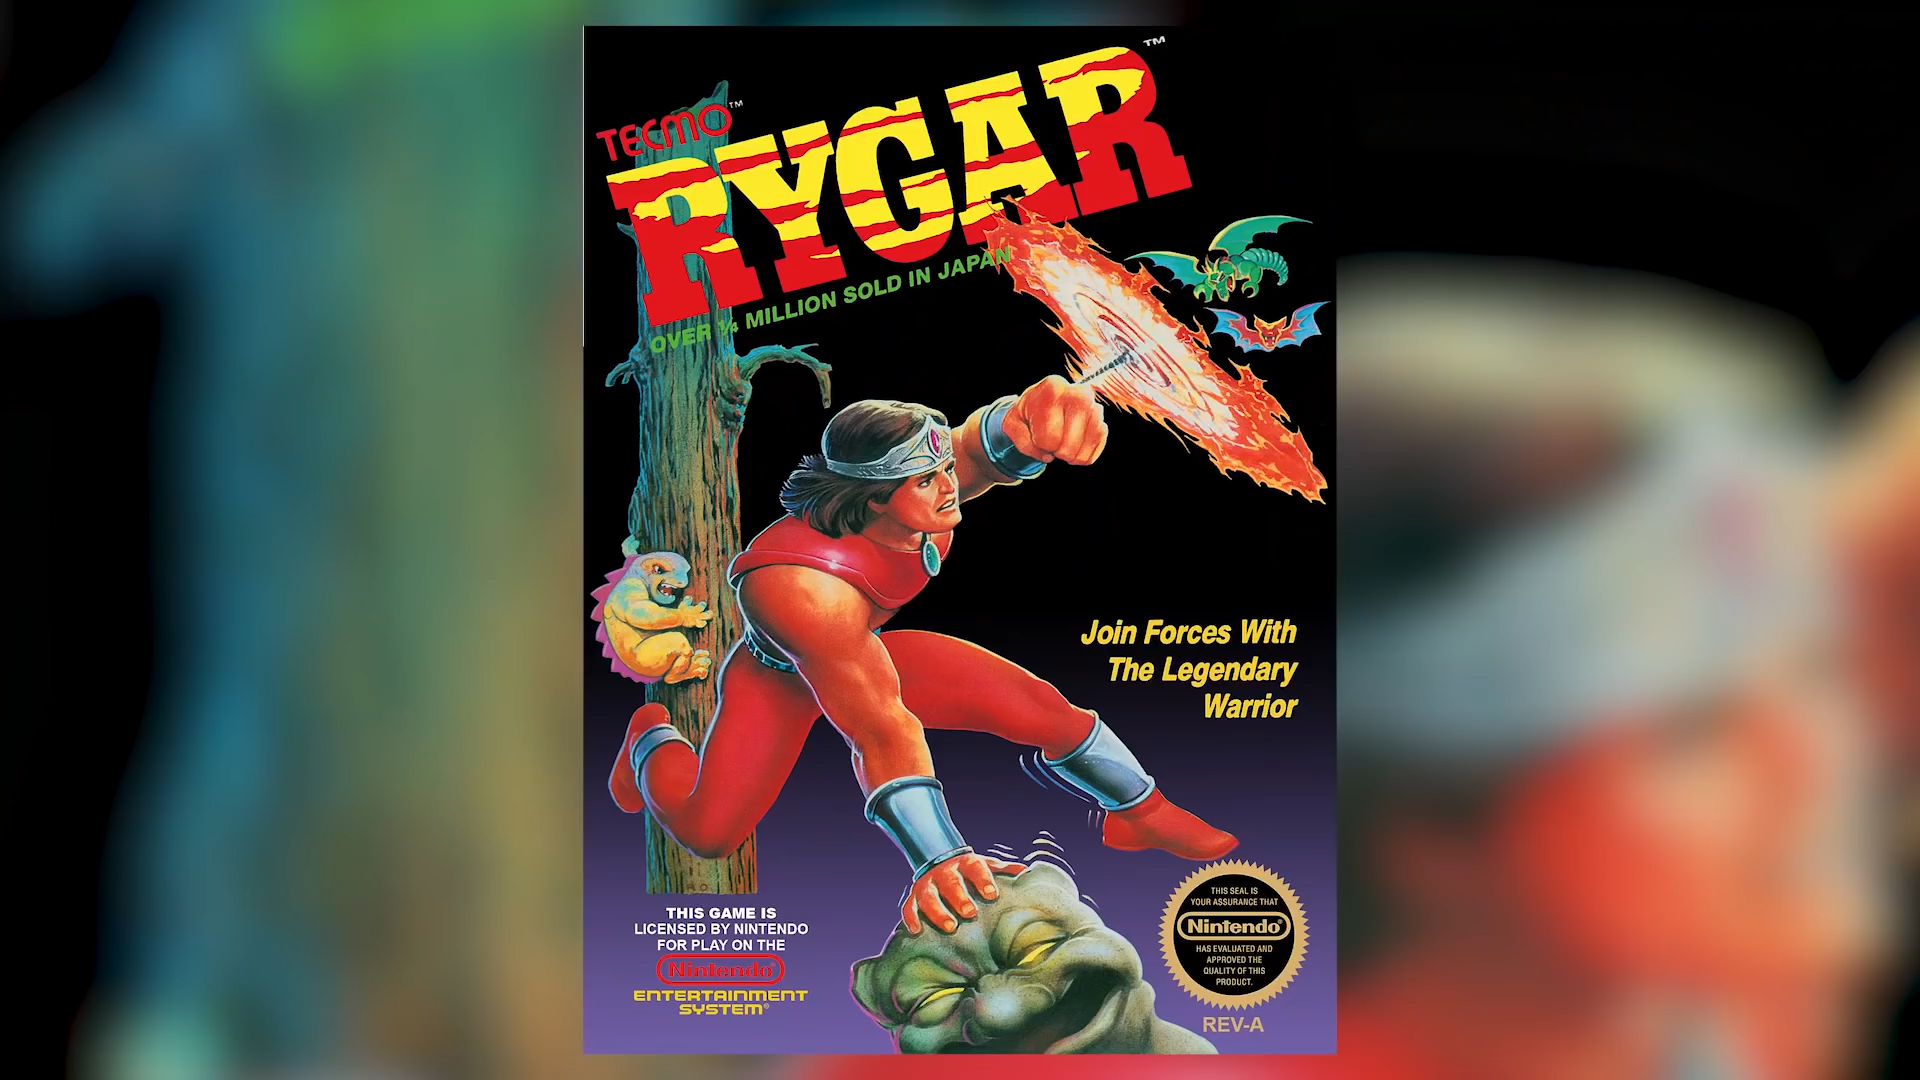 TECMO™
RYGAR™
OVER ¼ MILLION SOLD IN JAPAN
Join Forces With
The Legendary
Warrior
THIS GAME IS
LICENSED BY NINTENDO
FOR PLAY ON THE
Nintendo®
ENTERTAINMENT
SYSTEM®
THIS SEAL IS
YOUR ASSURANCE THAT
Nintendo®
HAS EVALUATED AND
APPROVED THE
QUALITY OF THIS
PRODUCT.
REV-A